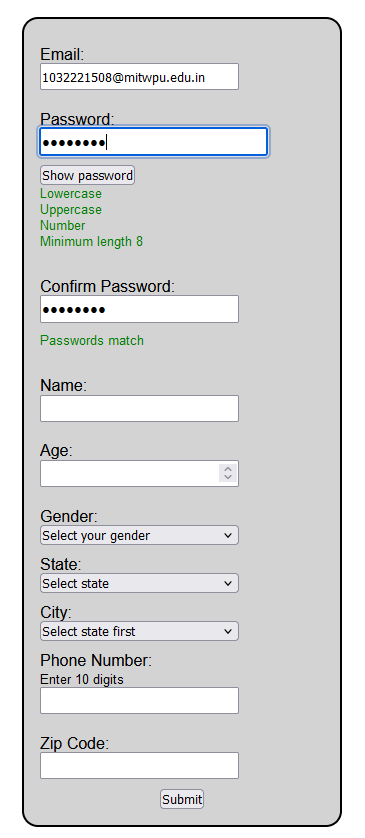 Email:
1032221508@mitwpu.edu.in
Password:
●●●●●●●●
Show password
Lowercase
Uppercase
Number
Minimum length 8
Confirm Password:
●●●●●●●●
Passwords match
Name:
Age:
Gender:
Select your gender
State:
Select state
City:
Select state first
Phone Number:
Enter 10 digits
Zip Code:
Submit